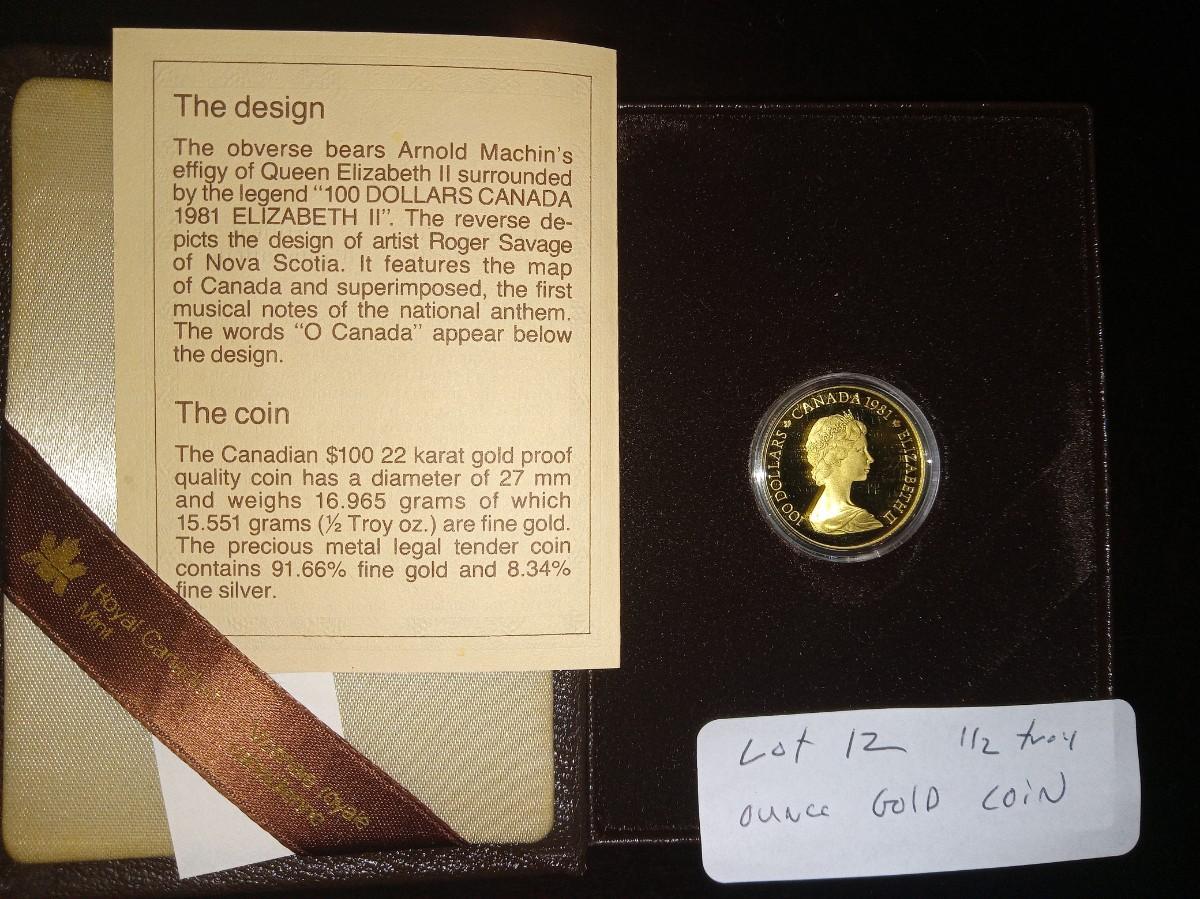 The design
The obverse bears Arnold Machin's
effigy of Queen Elizabeth II surrounded
by the legend "100 DOLLARS CANADA
1981 ELIZABETH II". The reverse de-
picts the design of artist Roger Savage
of Nova Scotia. It features the map
of Canada and superimposed, the first
musical notes of the national anthem.
The words "O Canada" appear below
the design.
The coin
The Canadian $100 22 karat gold proof
quality coin has a diameter of 27 mm
and weighs 16.965 grams of which
15.551 grams (½ Troy oz.) are fine gold.
The precious metal legal tender coin
contains 91.66% fine gold and 8.34%
fine silver.
Royal Canadian
Mint
Monnaie royale
canadienne
100 DOLLARS CANADA 1981 ELIZABETH II
Lot 12 1/2 troy
ounce GOLD COIN